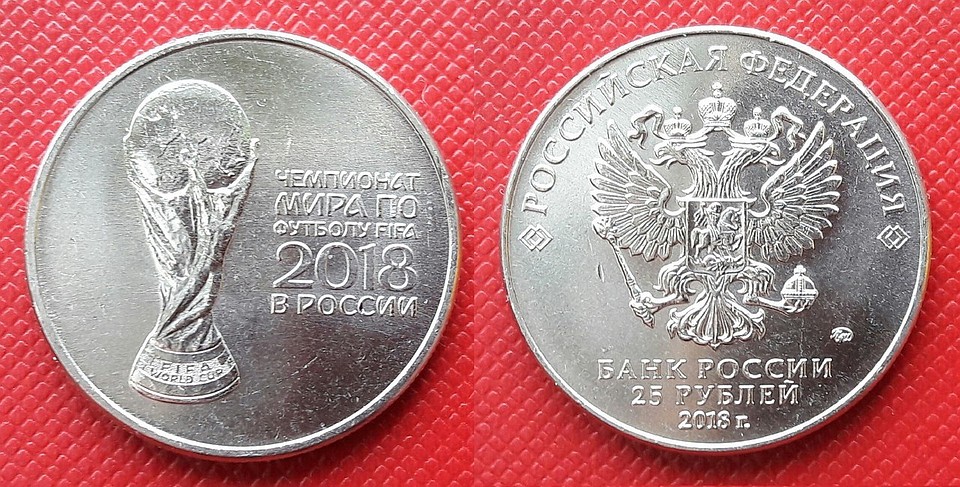 ЧЕМПИОНАТ
МИРА ПО
ФУТБОЛУ FIFA
2018
В РОССИИ
FIFA
WORLD CUP
РОССИЙСКАЯ ФЕДЕРАЦИЯ
БАНК РОССИИ
25 РУБЛЕЙ
2018 г.